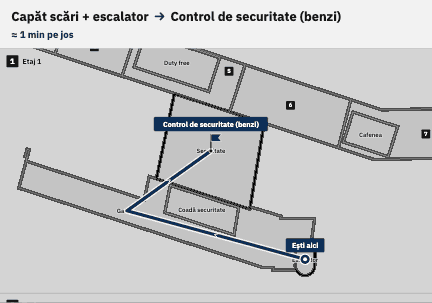 Capăt scări + escalator → Control de securitate (benzi)
≈ 1 min pe jos
1 Etaj 1
Duty free
5
6
Cafenea
7
Control de securitate (benzi)
Coadă securitate
Ești aici